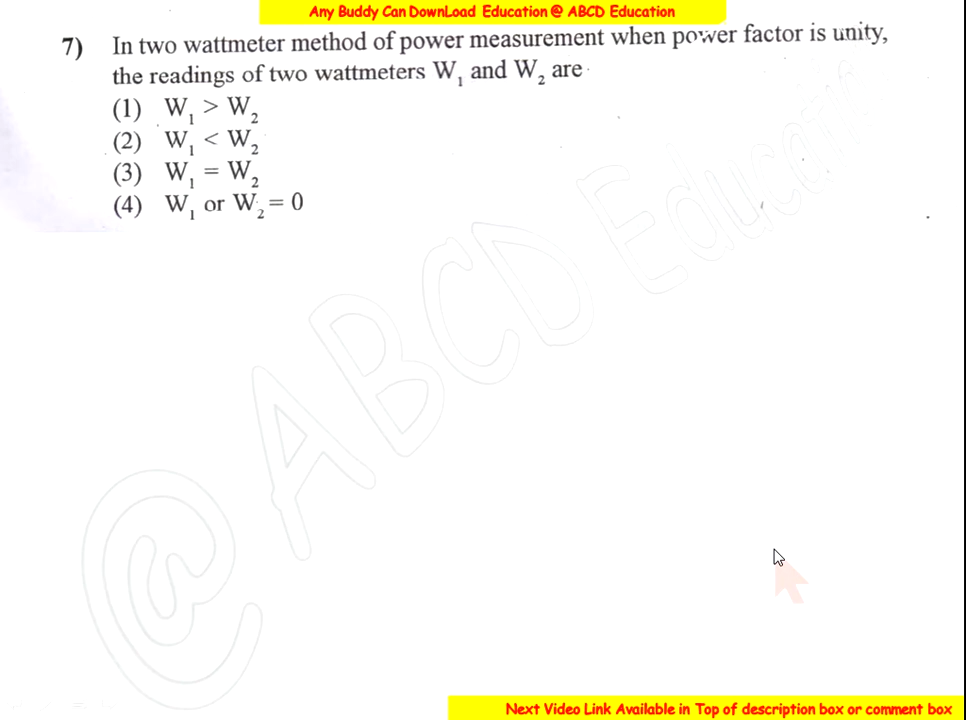 Any Buddy Can DownLoad Education @ ABCD Education
7) In two wattmeter method of power measurement when power factor is unity,
the readings of two wattmeters W₁ and W₂ are
(1) W₁ > W₂
(2) W₁ < W₂
(3) W₁ = W₂
(4) W₁ or W₂ = 0
@ABCD Education
Next Video Link Available in Top of description box or comment box